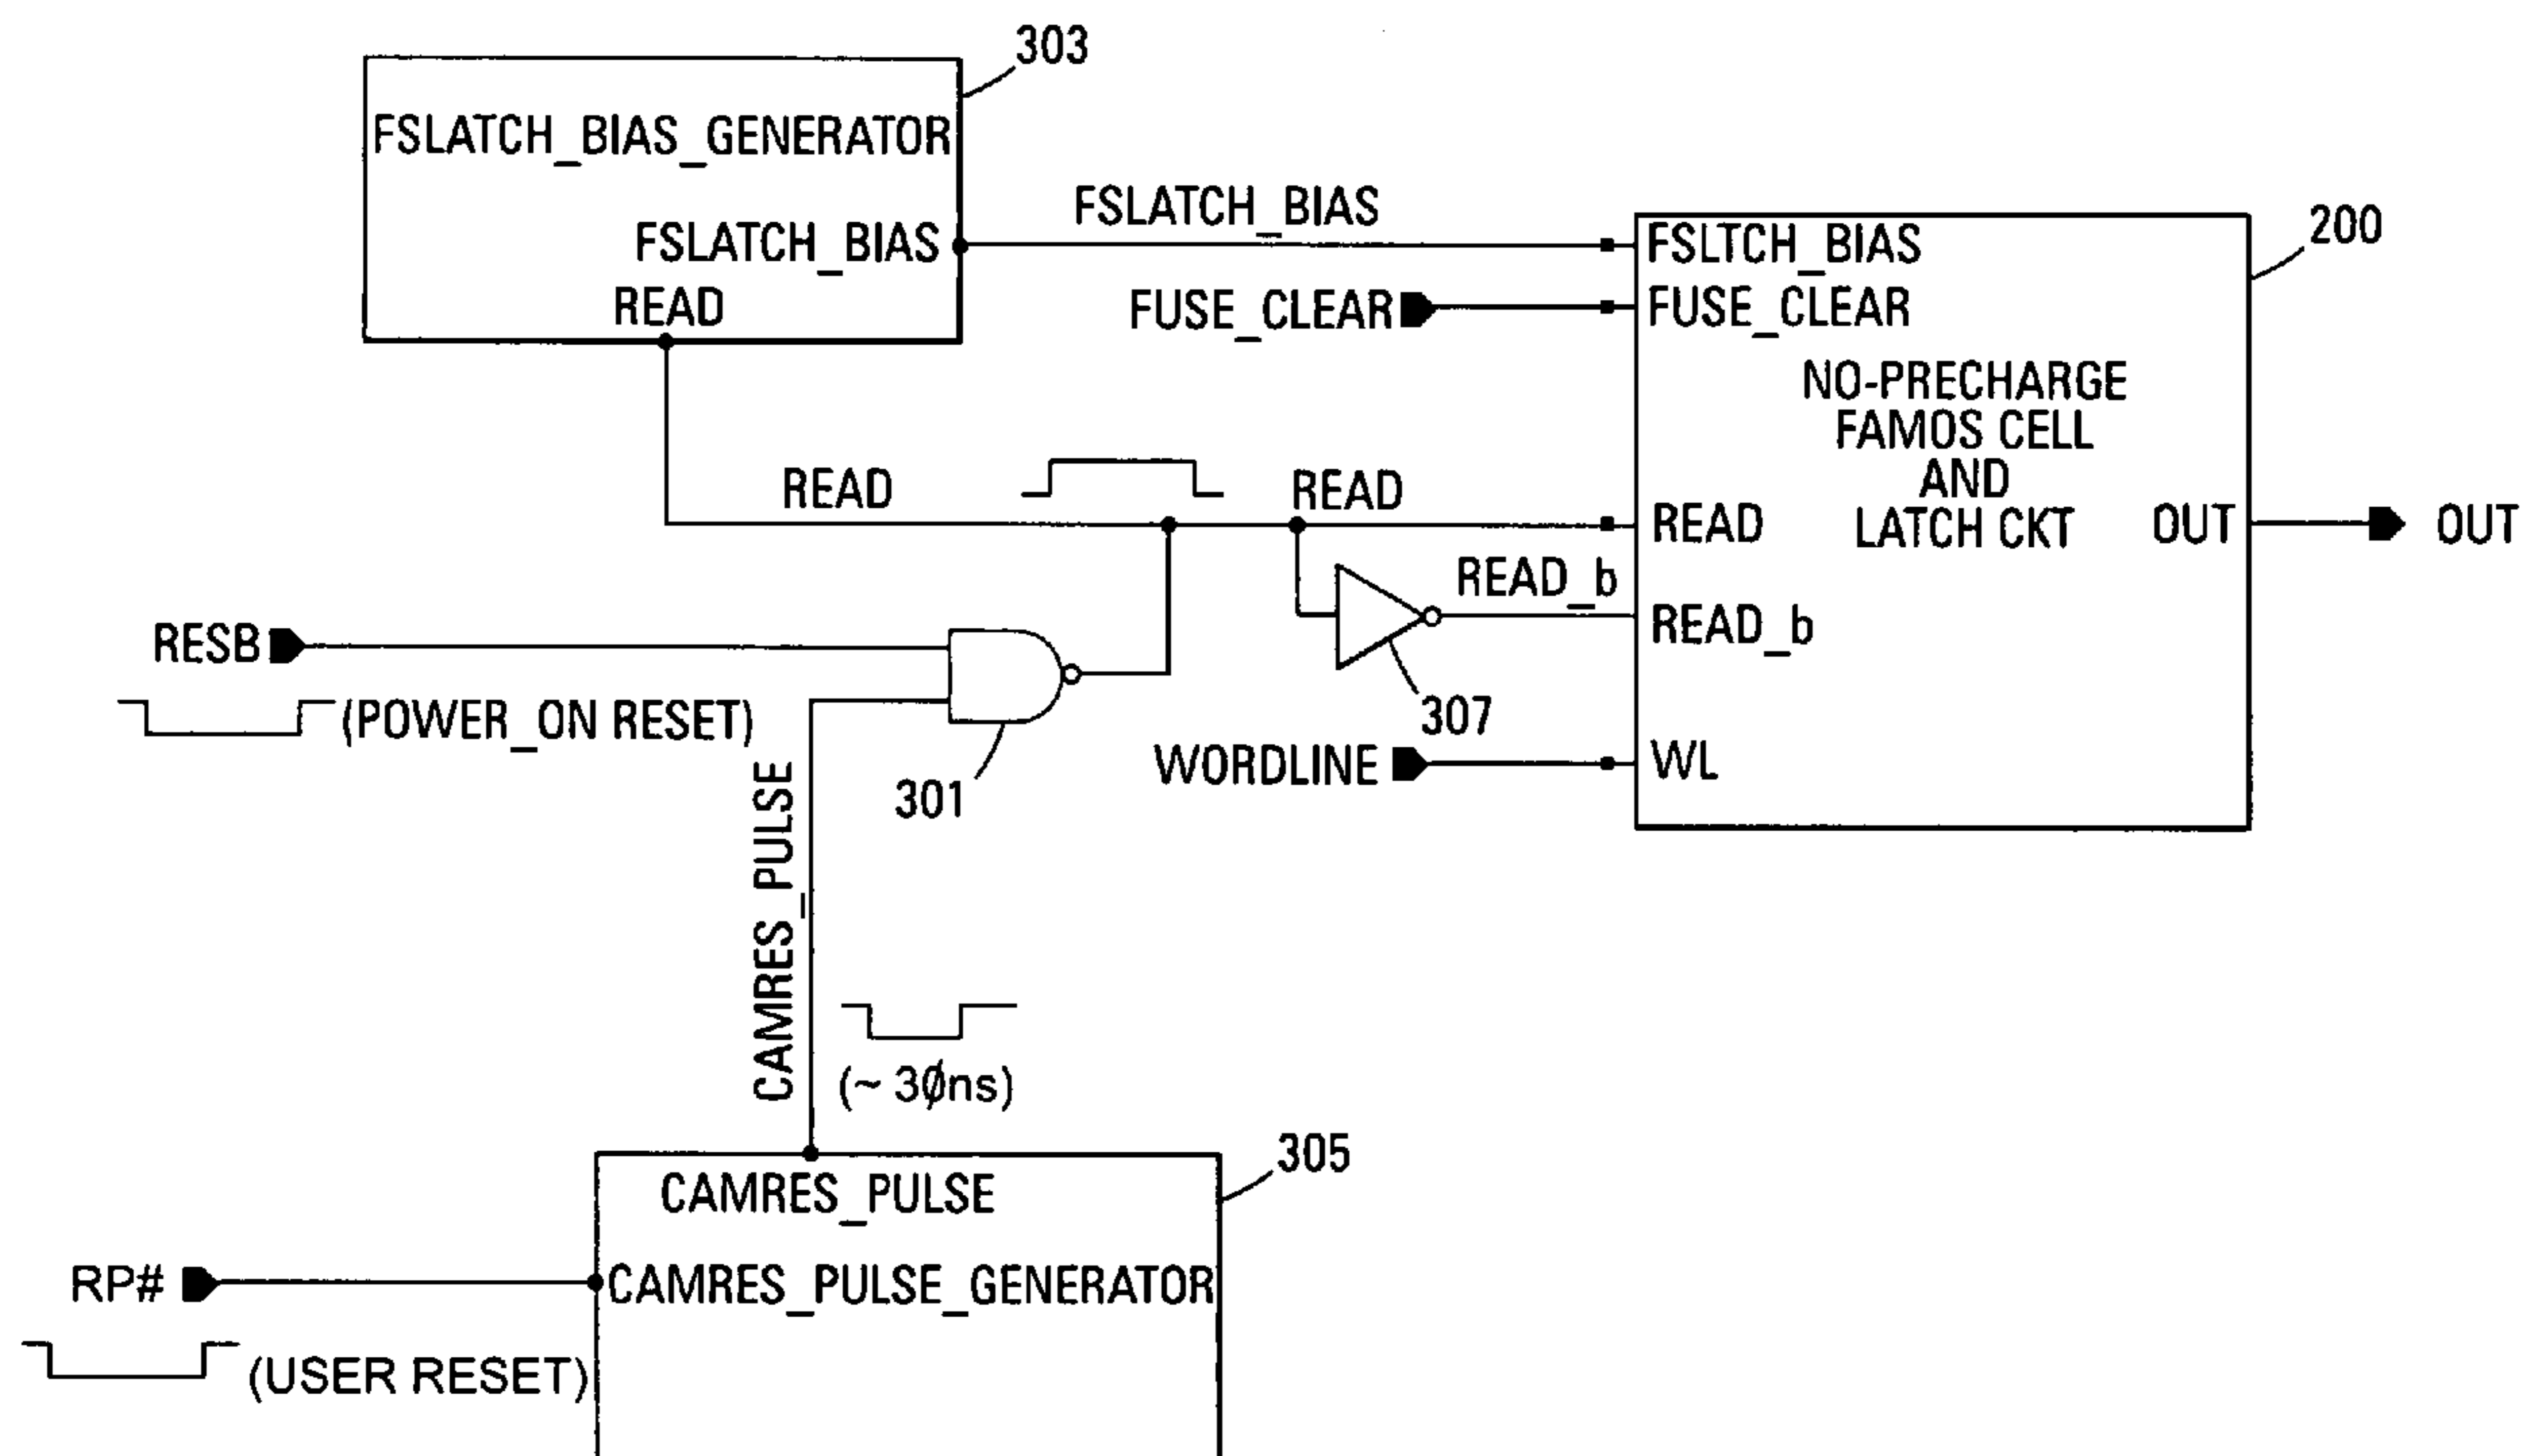 303
FSLATCH_BIAS_GENERATOR
FSLATCH_BIAS
READ
FSLATCH_BIAS
FUSE_CLEAR
200
FSLTCH_BIAS
FUSE_CLEAR
NO-PRECHARGE
FAMOS CELL
AND
LATCH CKT
READ
READ
READ
OUT
OUT
READ_b
READ_b
RESB
(POWER_ON RESET)
301
307
WORDLINE
WL
CAMRES_PULSE
(~ 3Øns)
305
CAMRES_PULSE
RP#
CAMRES_PULSE_GENERATOR
(USER RESET)